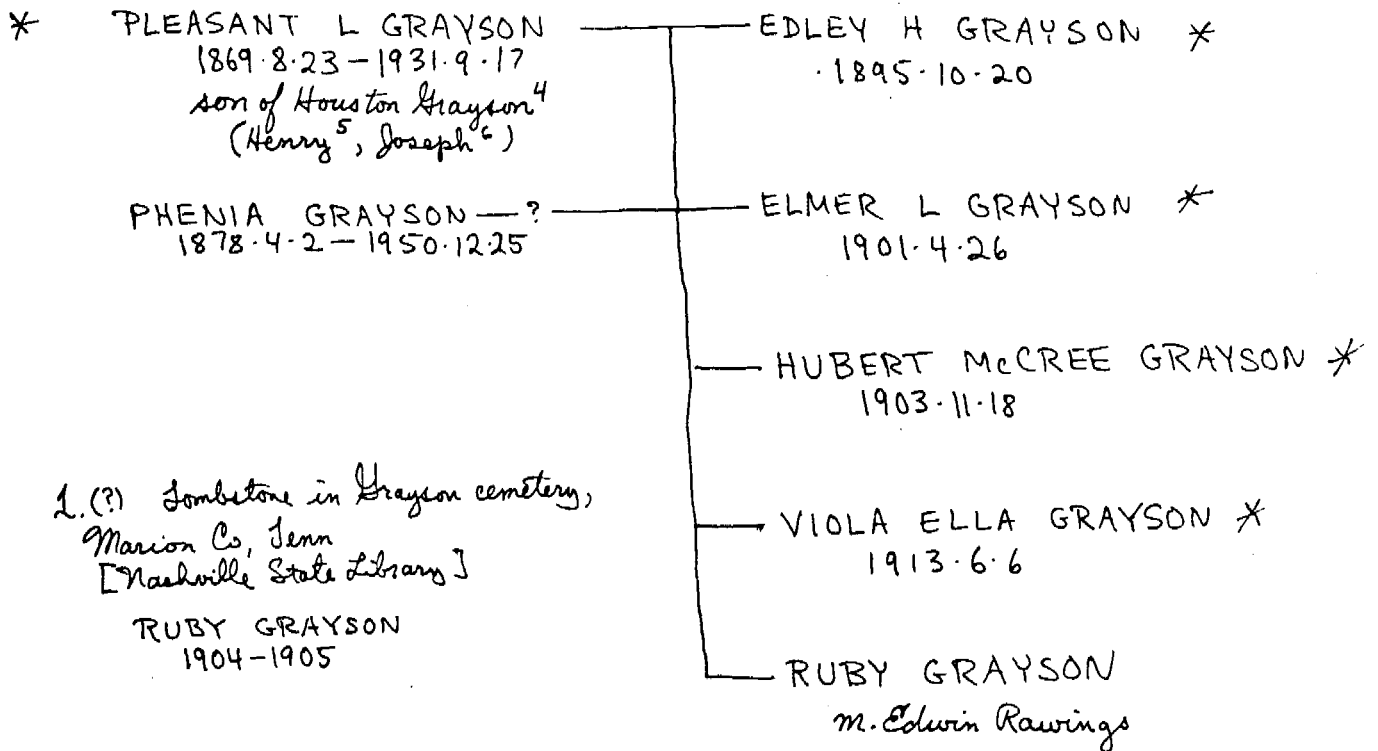 * PLEASANT L GRAYSON
1869·8·23 – 1931·9·17
son of Houston Grayson⁴
(Henry⁵, Joseph⁶)
PHENIA GRAYSON — ?
1878·4·2 – 1950·12·25
1.(?) Tombstone in Grayson cemetery,
Marion Co, Tenn
[Nashville State Library]
RUBY GRAYSON
1904–1905
EDLEY H GRAYSON *
·1895·10·20
ELMER L GRAYSON *
1901·4·26
HUBERT McCREE GRAYSON *
1903·11·18
VIOLA ELLA GRAYSON *
1913·6·6
RUBY GRAYSON
m. Edwin Rawings